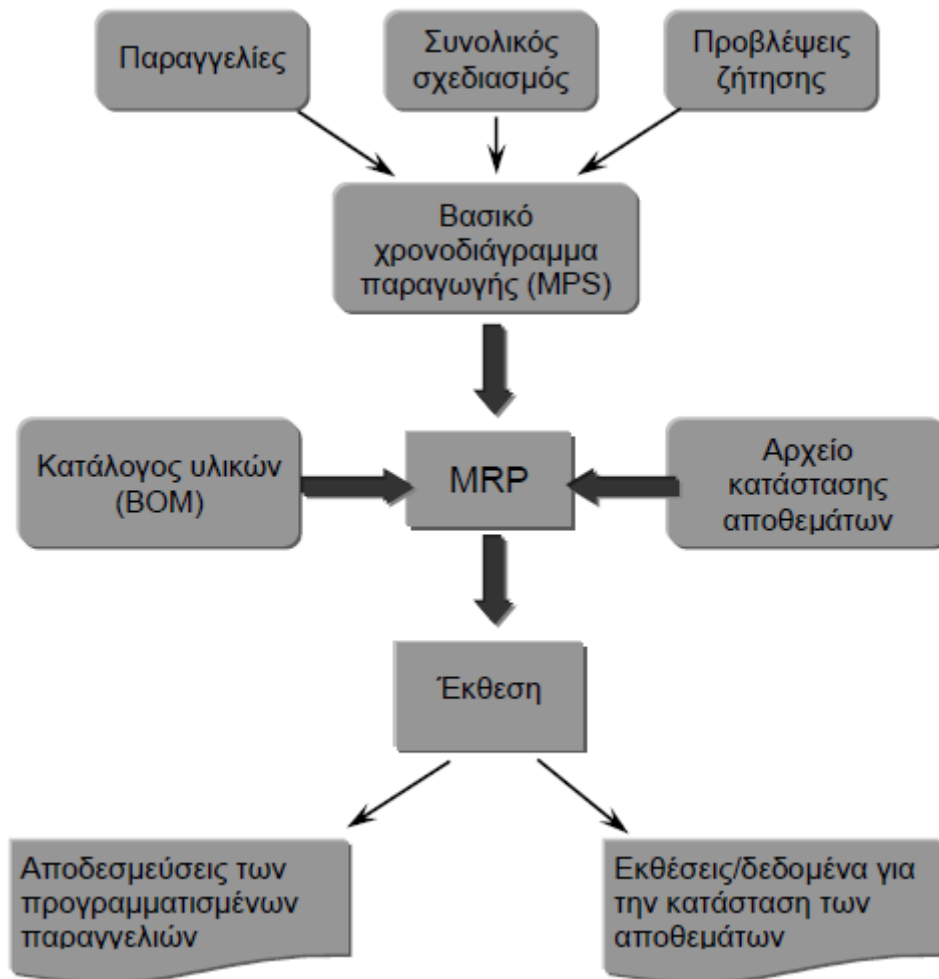 Παραγγελίες
Συνολικός
σχεδιασμός
Προβλέψεις
ζήτησης
Βασικό
χρονοδιάγραμμα
παραγωγής (MPS)
Κατάλογος υλικών
(BOM)
MRP
Αρχείο
κατάστασης
αποθεμάτων
Έκθεση
Αποδεσμεύσεις των
προγραμματισμένων
παραγγελιών
Εκθέσεις/δεδομένα για
την κατάσταση των
αποθεμάτων